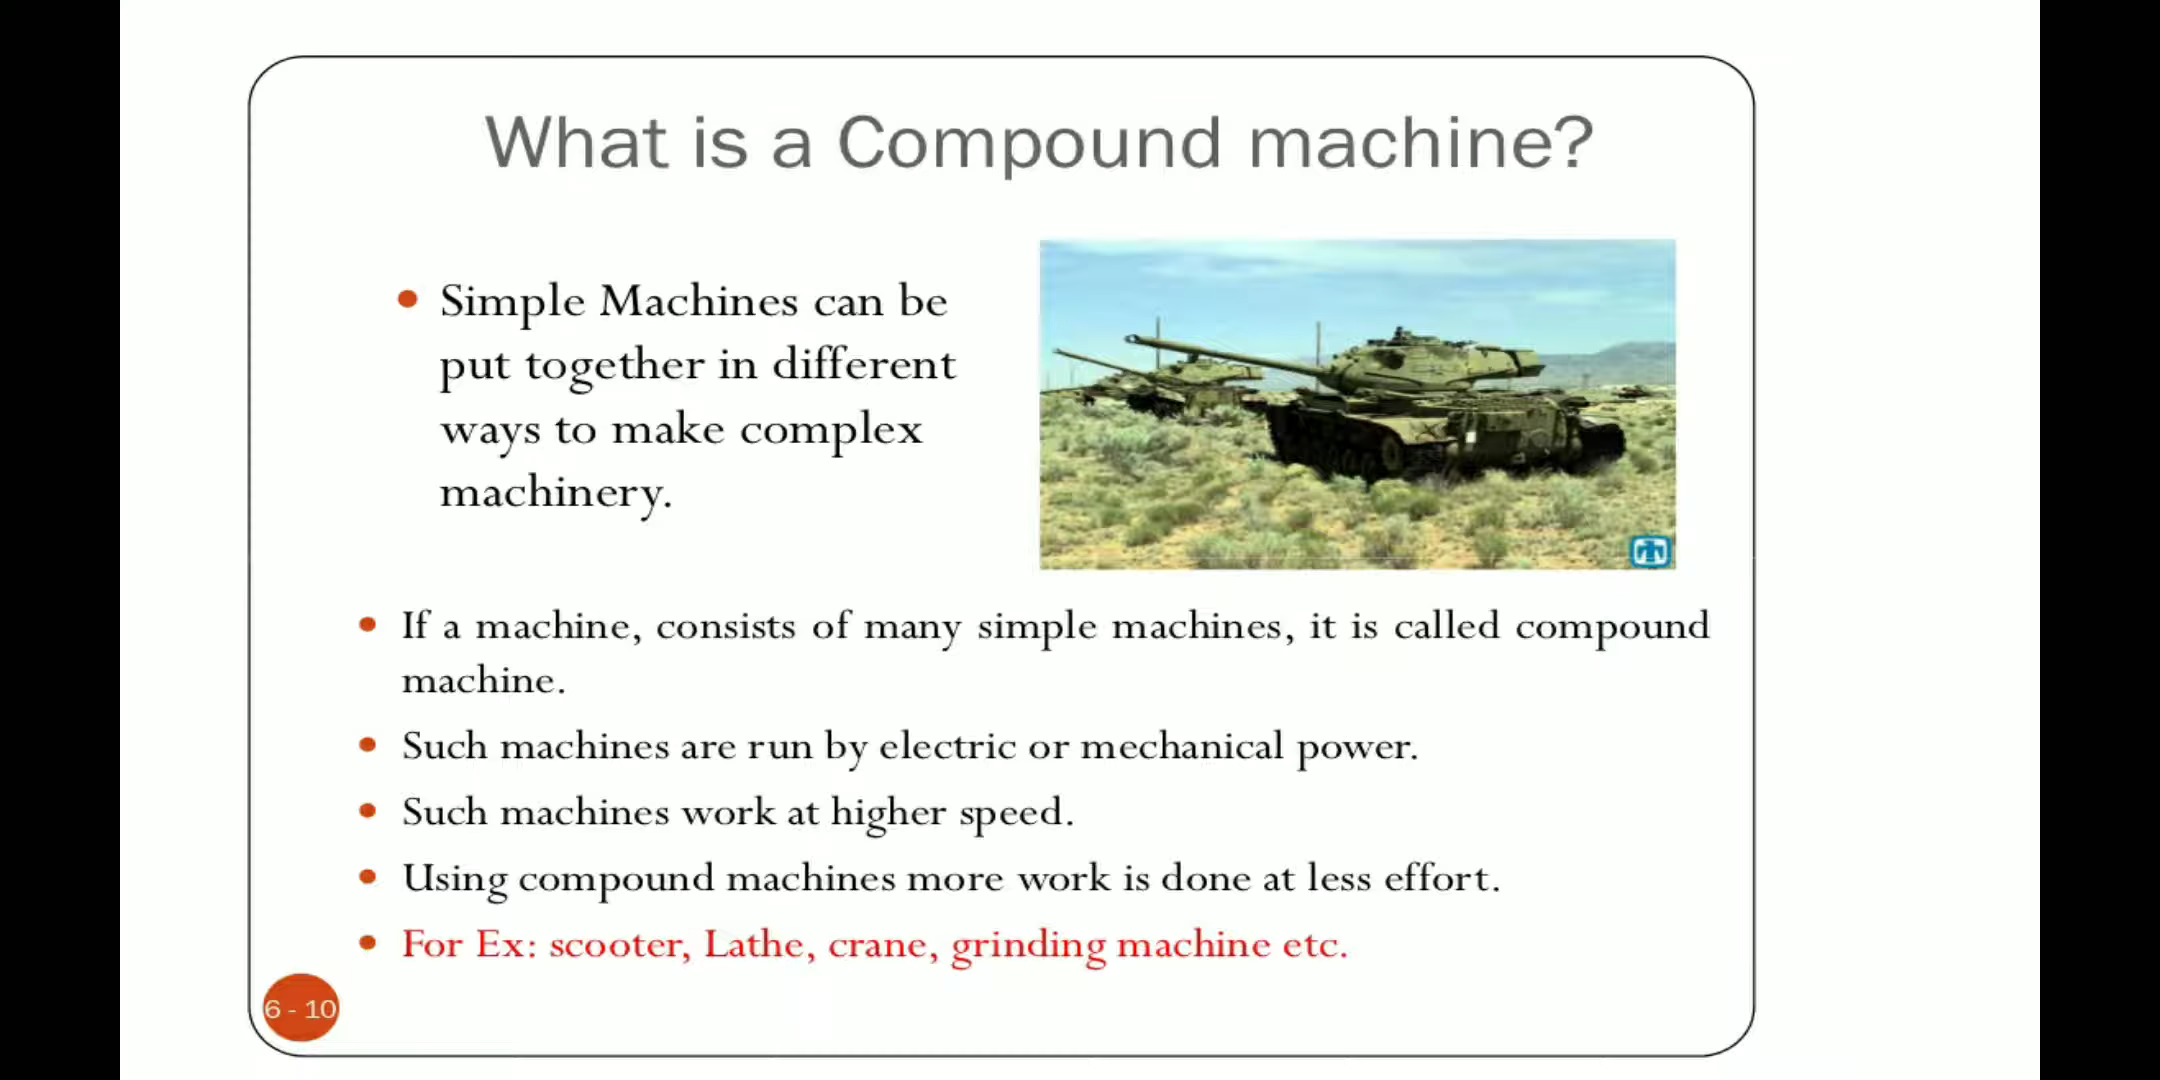 What is a Compound machine?
Simple Machines can be
put together in different
ways to make complex
machinery.
If a machine, consists of many simple machines, it is called compound
machine.
Such machines are run by electric or mechanical power.
Such machines work at higher speed.
Using compound machines more work is done at less effort.
For Ex: scooter, Lathe, crane, grinding machine etc.
6 - 10